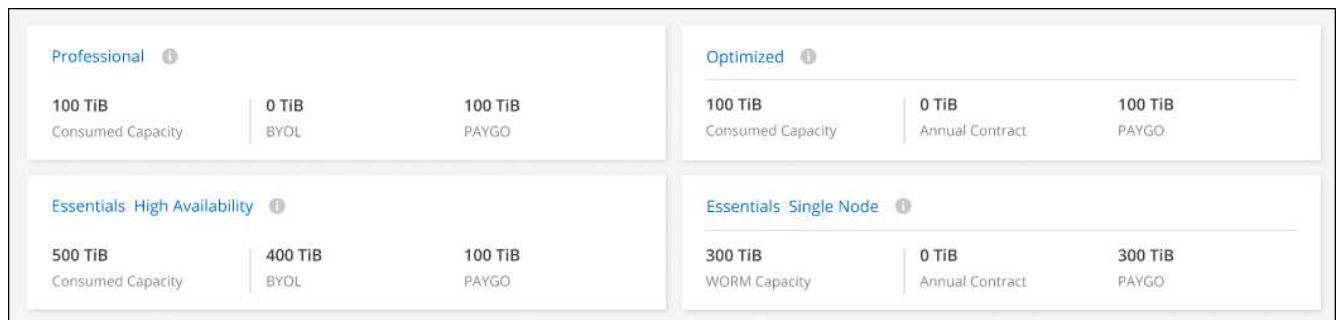 Professional
100 TiB 0 TiB 100 TiB
Consumed Capacity BYOL PAYGO
Optimized
100 TiB 0 TiB 100 TiB
Consumed Capacity Annual Contract PAYGO
Essentials High Availability
500 TiB 400 TiB 100 TiB
Consumed Capacity BYOL PAYGO
Essentials Single Node
300 TiB 0 TiB 300 TiB
WORM Capacity Annual Contract PAYGO